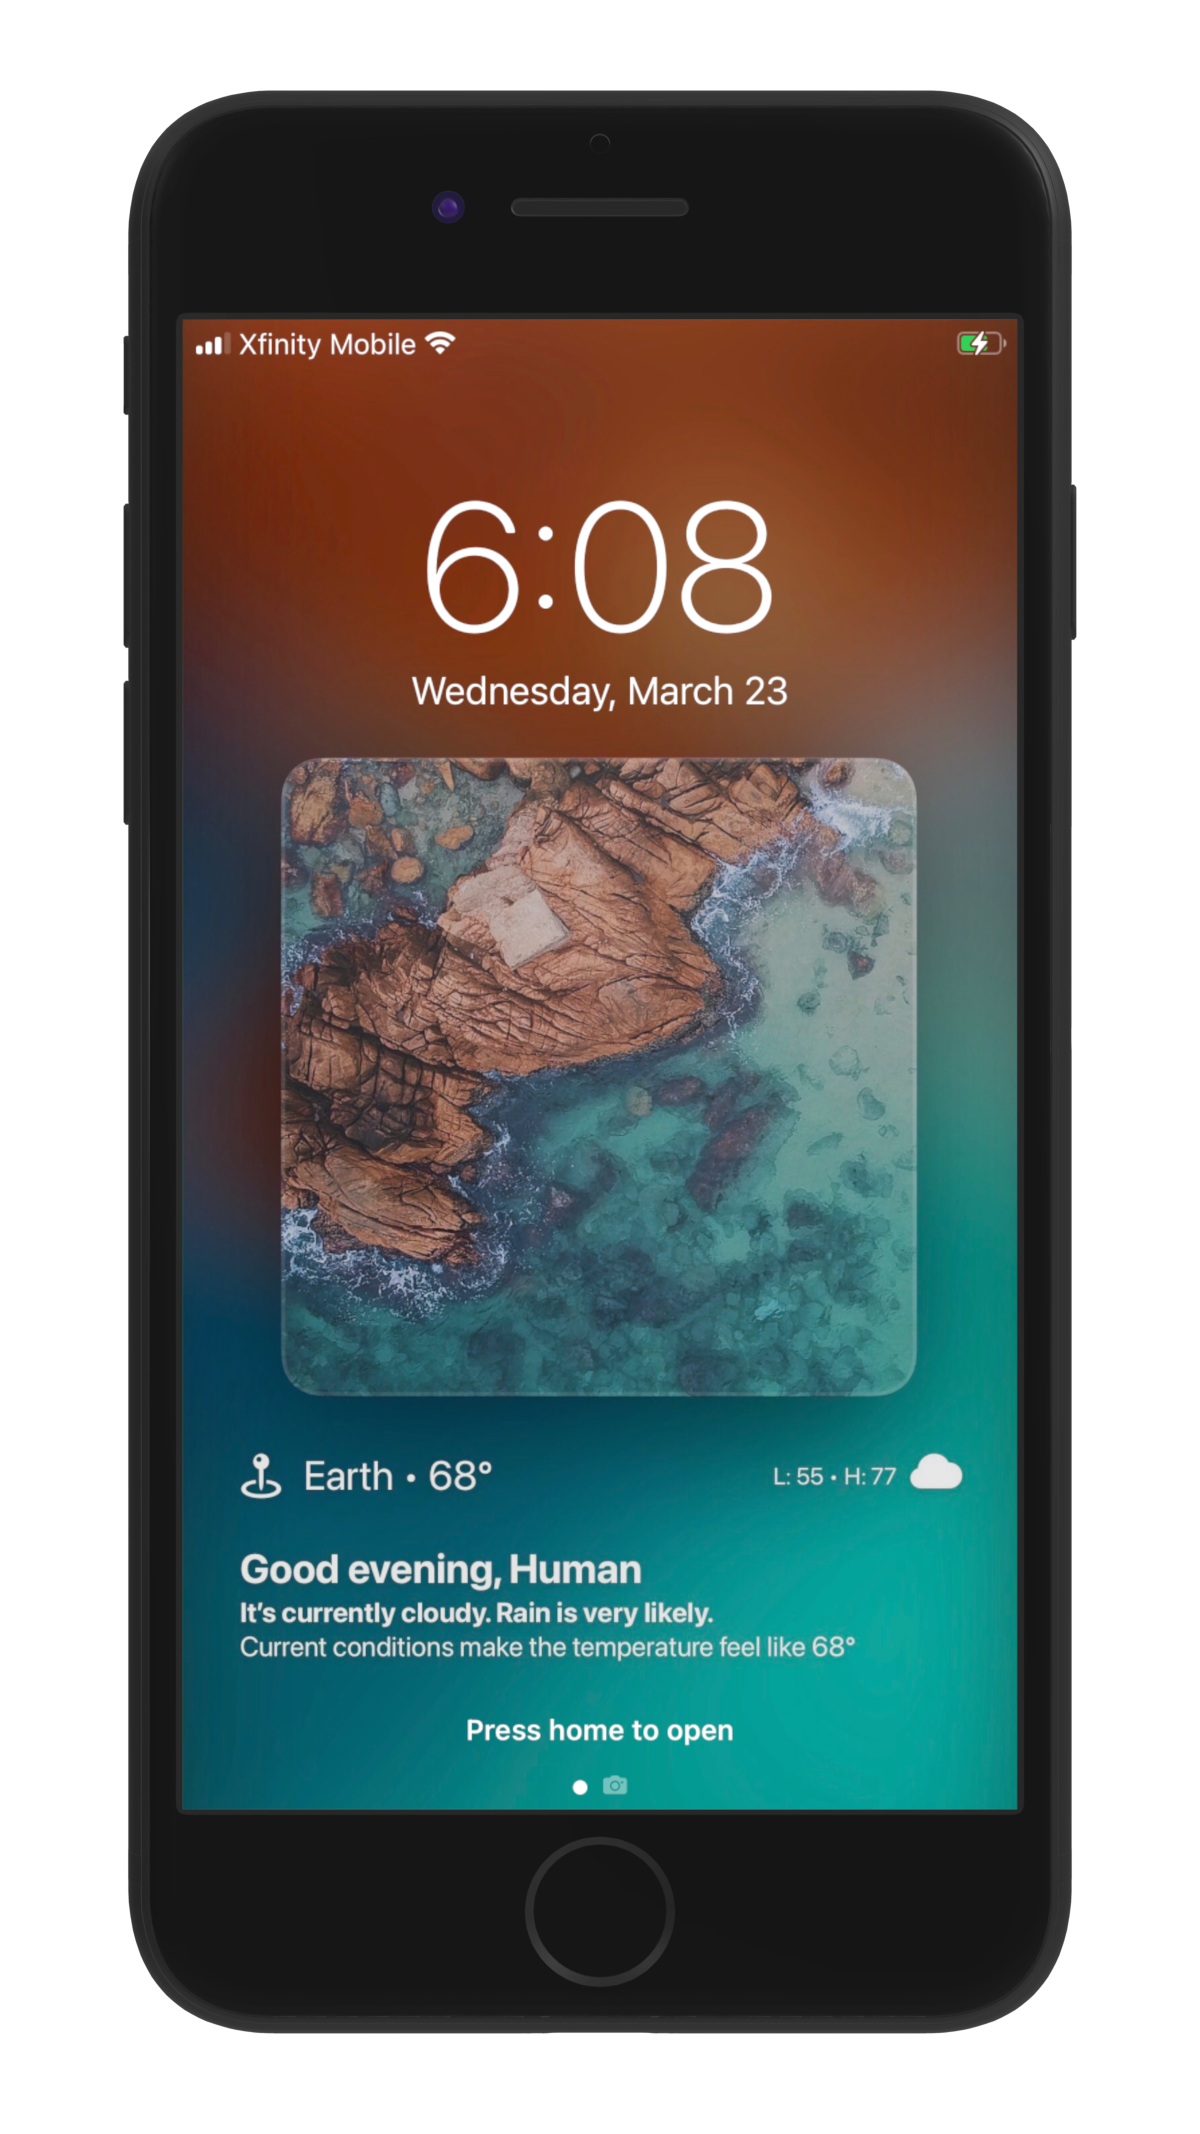 Xfinity Mobile
6:08
Wednesday, March 23
Earth • 68°
L: 55 • H: 77
Good evening, Human
It's currently cloudy. Rain is very likely.
Current conditions make the temperature feel like 68°
Press home to open